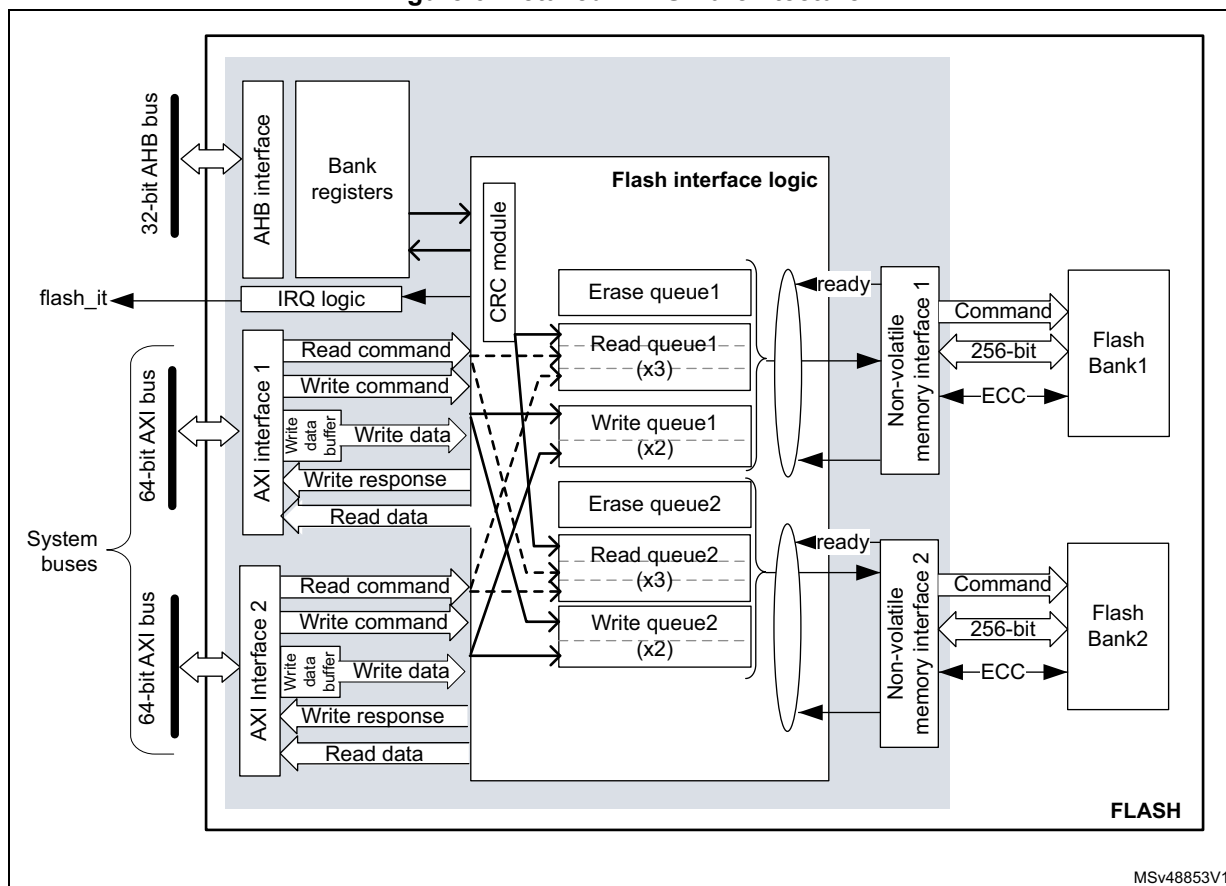 32-bit AHB bus
AHB interface
Bank
registers
Flash interface logic
CRC module
flash_it
IRQ logic
Erase queue1
ready
Read command
Read queue1
(x3)
Write command
Write data
buffer
Write data
Write queue1
(x2)
Write response
Read data
64-bit AXI bus
AXI interface 1
Non-volatile
memory interface 1
Command
256-bit
ECC
Flash
Bank1
System
buses
Erase queue2
ready
Read command
Read queue2
(x3)
Write command
Write queue2
(x2)
Write data
buffer
Write data
Write response
Read data
64-bit AXI bus
AXI Interface 2
Non-volatile
memory interface 2
Command
256-bit
ECC
Flash
Bank2
FLASH
MSv48853V1